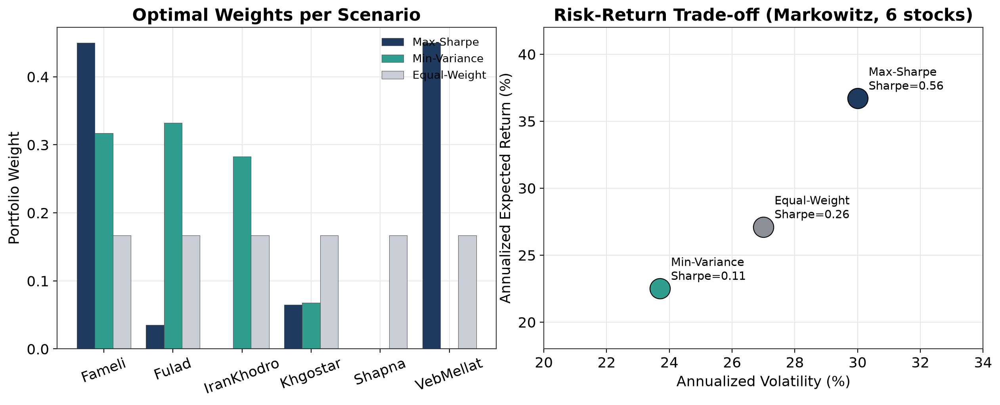 Optimal Weights per Scenario
Portfolio Weight
0.4
0.3
0.2
0.1
0.0
Max-Sharpe
Min-Variance
Equal-Weight
Fameli
Fulad
IranKhodro
Khgostar
Shapna
VebMellat
Risk-Return Trade-off (Markowitz, 6 stocks)
Annualized Expected Return (%)
40
35
30
25
20
Max-Sharpe
Sharpe=0.56
Equal-Weight
Sharpe=0.26
Min-Variance
Sharpe=0.11
20 22 24 26 28 30 32 34
Annualized Volatility (%)